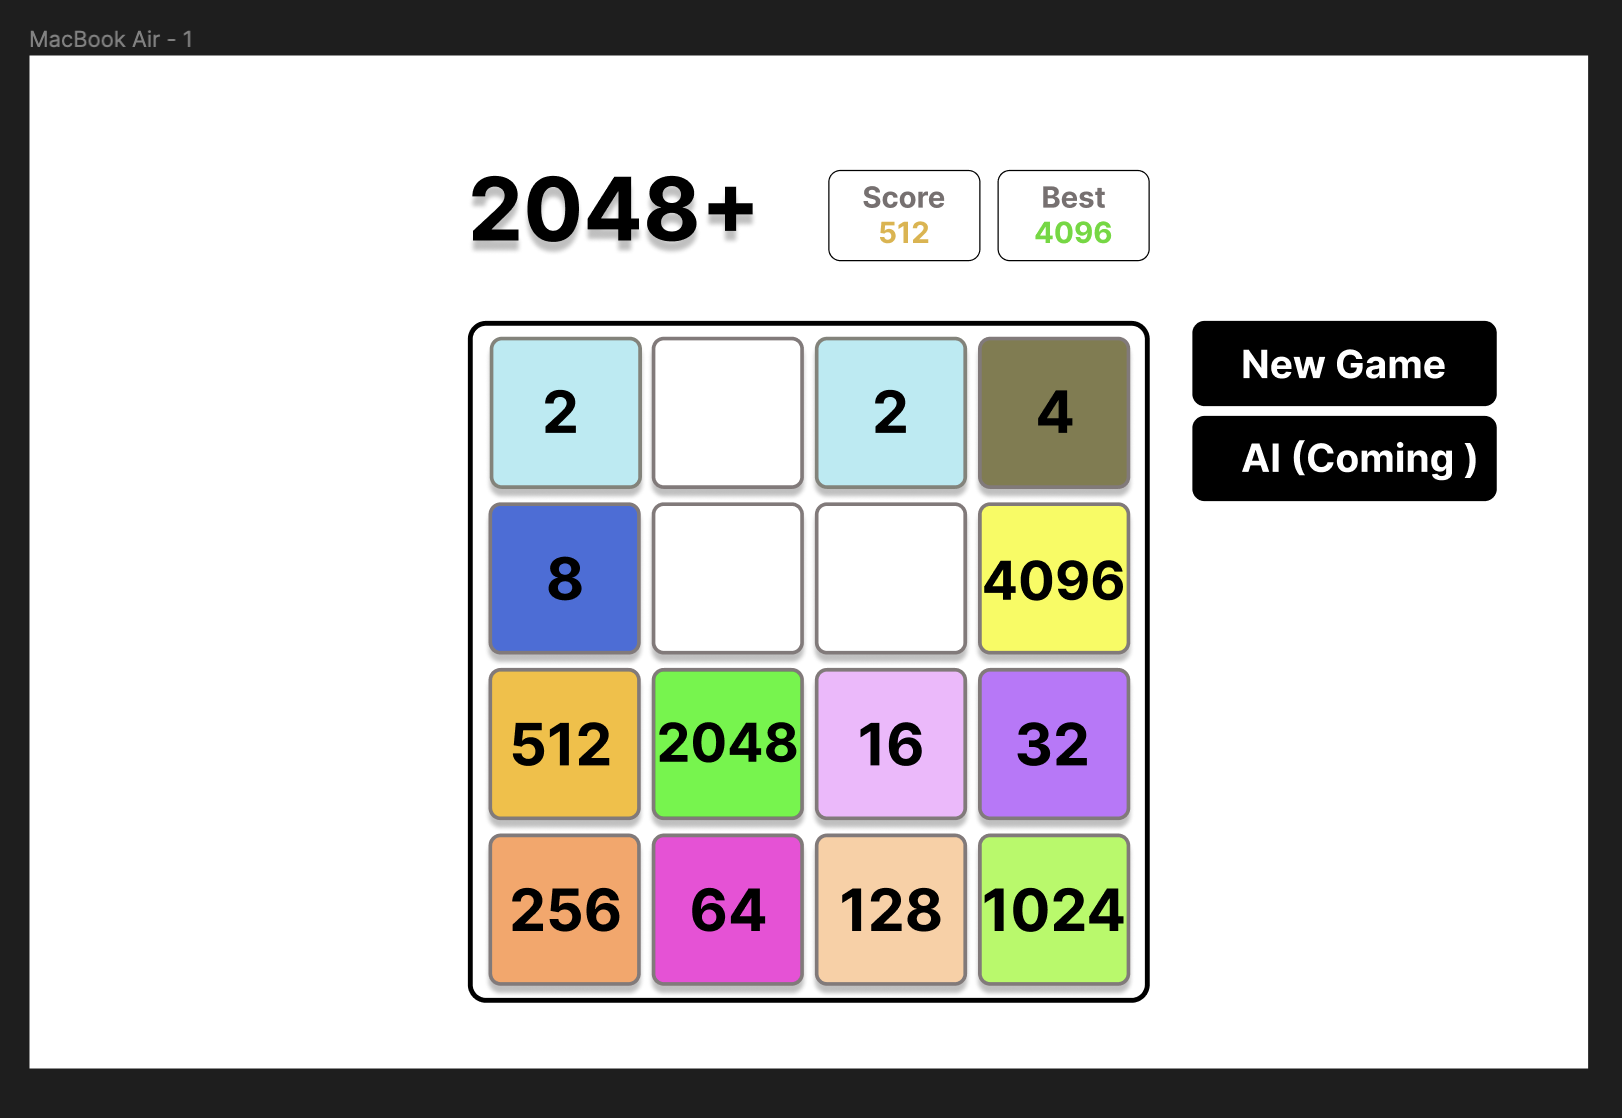 MacBook Air - 1
2048+
Score
512
Best
4096
2 2 4
New Game
AI (Coming )
8 4096
512 2048 16 32
256 64 128 1024